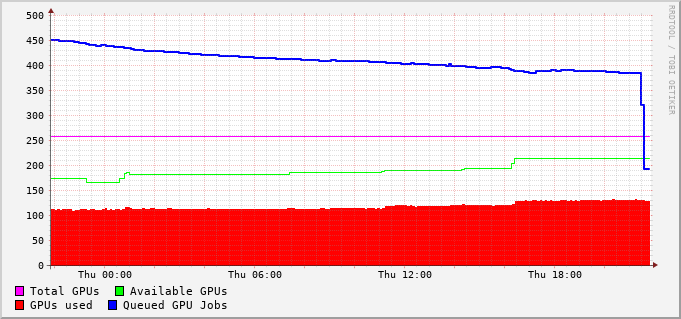 500
450
400
350
300
250
200
150
100
50
0
Thu 00:00 Thu 06:00 Thu 12:00 Thu 18:00
Total GPUs Available GPUs
GPUs used Queued GPU Jobs
RRDTOOL / TOBI OETIKER